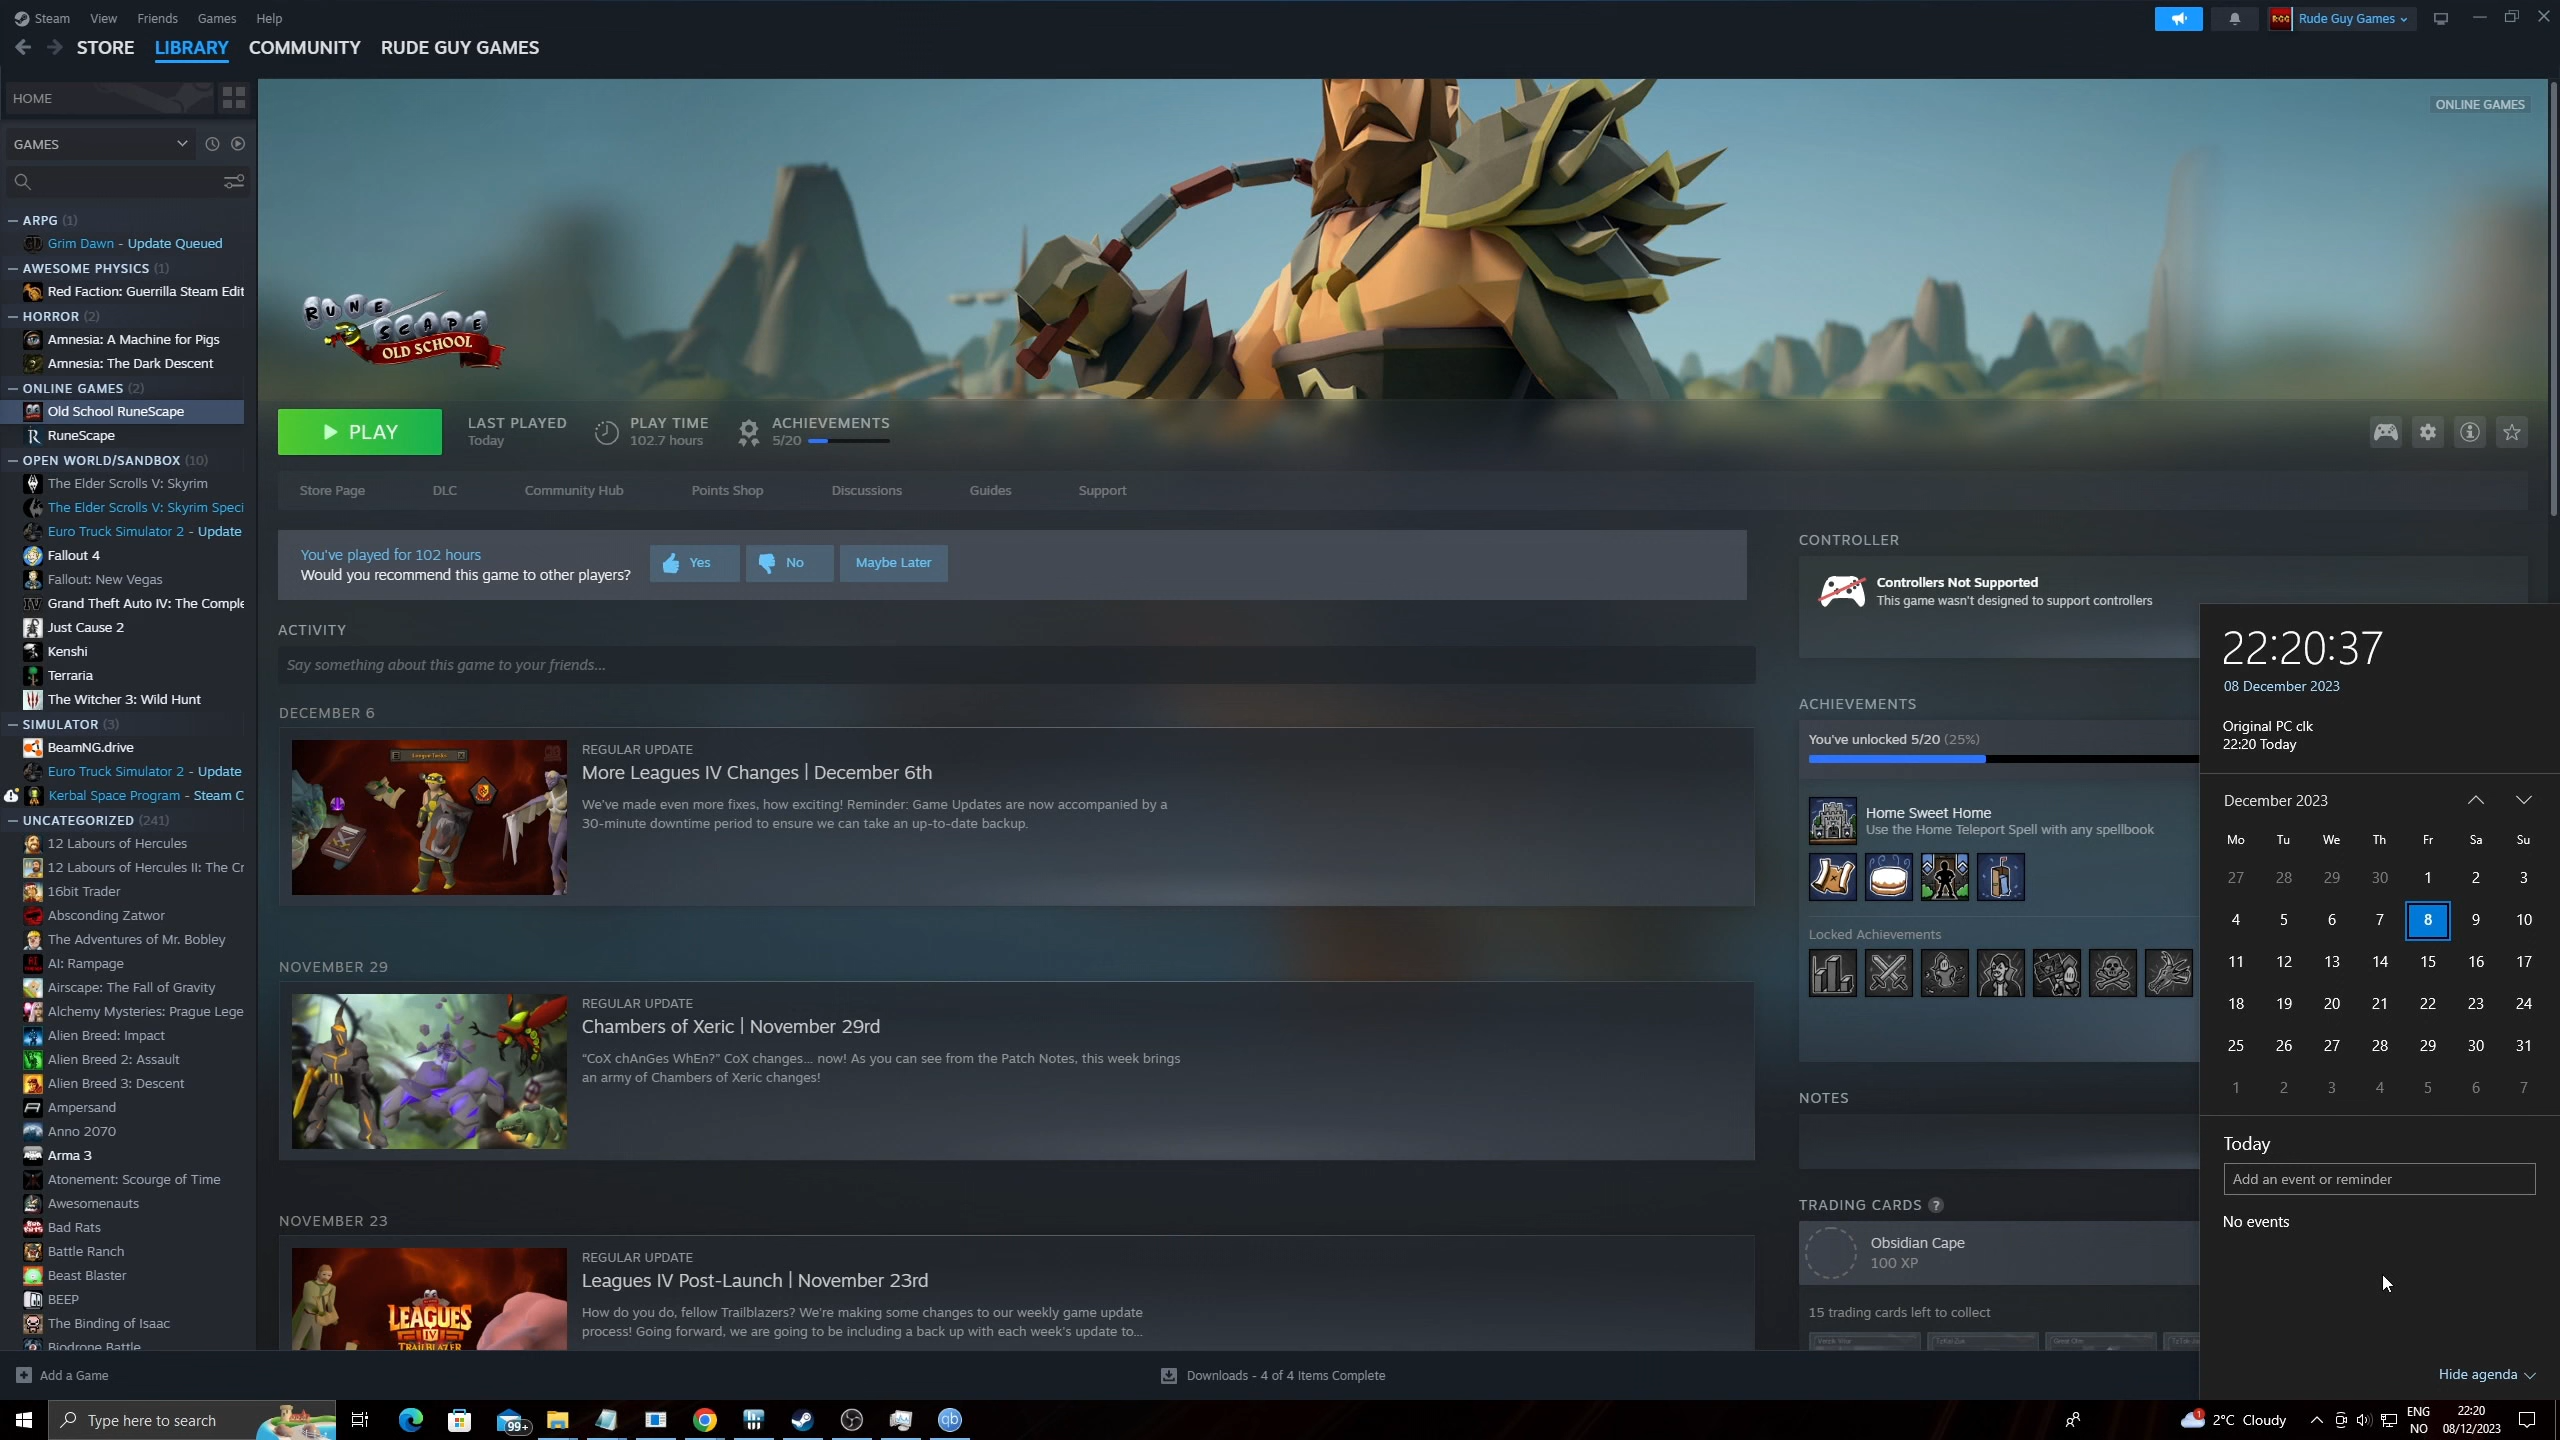 Steam View Friends Games Help
Rude Guy Games
STORE LIBRARY COMMUNITY RUDE GUY GAMES
HOME
GAMES
ONLINE GAMES
— ARPG (1)
Grim Dawn - Update Queued
— AWESOME PHYSICS (1)
Red Faction: Guerrilla Steam Edit
— HORROR (2)
Amnesia: A Machine for Pigs
Amnesia: The Dark Descent
— ONLINE GAMES (2)
Old School RuneScape
RuneScape
— OPEN WORLD/SANDBOX (10)
The Elder Scrolls V: Skyrim
The Elder Scrolls V: Skyrim Speci
Euro Truck Simulator 2 - Update
Fallout 4
Fallout: New Vegas
Grand Theft Auto IV: The Comple
Just Cause 2
Kenshi
Terraria
The Witcher 3: Wild Hunt
— SIMULATOR (3)
BeamNG.drive
Euro Truck Simulator 2 - Update
Kerbal Space Program - Steam C
— UNCATEGORIZED (241)
12 Labours of Hercules
12 Labours of Hercules II: The Cr
16bit Trader
Absconding Zatwor
The Adventures of Mr. Bobley
AI: Rampage
Airscape: The Fall of Gravity
Alchemy Mysteries: Prague Lege
Alien Breed: Impact
Alien Breed 2: Assault
Alien Breed 3: Descent
Ampersand
Anno 2070
Arma 3
Atonement: Scourge of Time
Awesomenauts
Bad Rats
Battle Ranch
Beast Blaster
BEEP
The Binding of Isaac
Biodrone Battle
Add a Game
RUNE
SCAPE
OLD SCHOOL
PLAY
LAST PLAYED
Today
PLAY TIME
102.7 hours
ACHIEVEMENTS
5/20
Store Page DLC Community Hub Points Shop Discussions Guides Support
You've played for 102 hours
Would you recommend this game to other players?
Yes No Maybe Later
ACTIVITY
Say something about this game to your friends...
DECEMBER 6
REGULAR UPDATE
More Leagues IV Changes | December 6th
We've made even more fixes, how exciting! Reminder: Game Updates are now accompanied by a
30-minute downtime period to ensure we can take an up-to-date backup.
NOVEMBER 29
REGULAR UPDATE
Chambers of Xeric | November 29rd
“CoX chAnGes WhEn?” CoX changes... now! As you can see from the Patch Notes, this week brings
an army of Chambers of Xeric changes!
NOVEMBER 23
LEAGUES
IV
TRAILBLAZER
REGULAR UPDATE
Leagues IV Post-Launch | November 23rd
How do you do, fellow Trailblazers? We're making some changes to our weekly game update
process! Going forward, we are going to be including a back up with each week's update to...
CONTROLLER
Controllers Not Supported
This game wasn't designed to support controllers
ACHIEVEMENTS
You've unlocked 5/20 (25%)
Home Sweet Home
Use the Home Teleport Spell with any spellbook
Locked Achievements
NOTES
TRADING CARDS ?
Obsidian Cape
100 XP
15 trading cards left to collect
Downloads - 4 of 4 Items Complete
22:20:37
08 December 2023
Original PC clk
22:20 Today
December 2023
Mo Tu We Th Fr Sa Su
27 28 29 30 1 2 3
4 5 6 7 8 9 10
11 12 13 14 15 16 17
18 19 20 21 22 23 24
25 26 27 28 29 30 31
1 2 3 4 5 6 7
Today
Add an event or reminder
No events
Hide agenda
Type here to search
99+
qb
1
2°C Cloudy
ENG
NO
22:20
08/12/2023